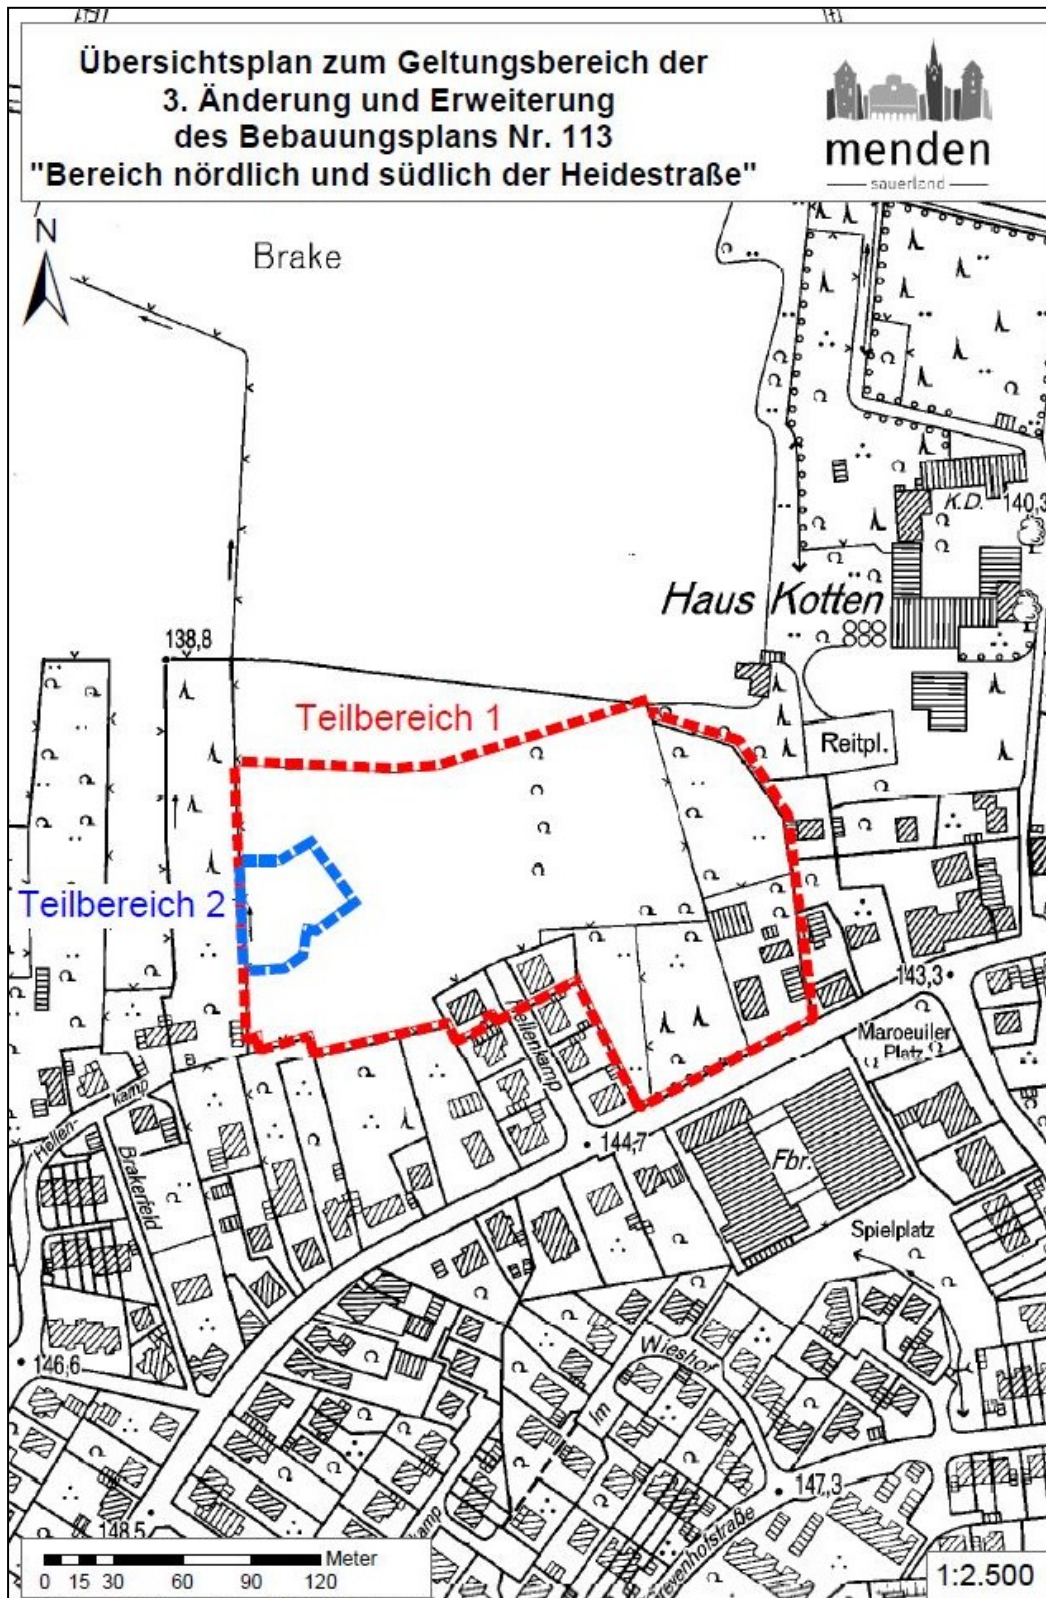 Übersichtsplan zum Geltungsbereich der
3. Änderung und Erweiterung
des Bebauungsplans Nr. 113
"Bereich nördlich und südlich der Heidestraße"
menden
sauerland
N
Brake
K.D.
140,3
Haus Kotten
138,8
Teilbereich 1
Reitpl.
Teilbereich 2
143,3
Maroeuiler
Platz
Hellenkamp
144,7
Hellen-
kamp
Brakerfeld
Fbr.
Spielplatz
146,6
Im
Wieshof
147,3
148,5
kamp
Meter
0 15 30 60 90 120
1:2.500